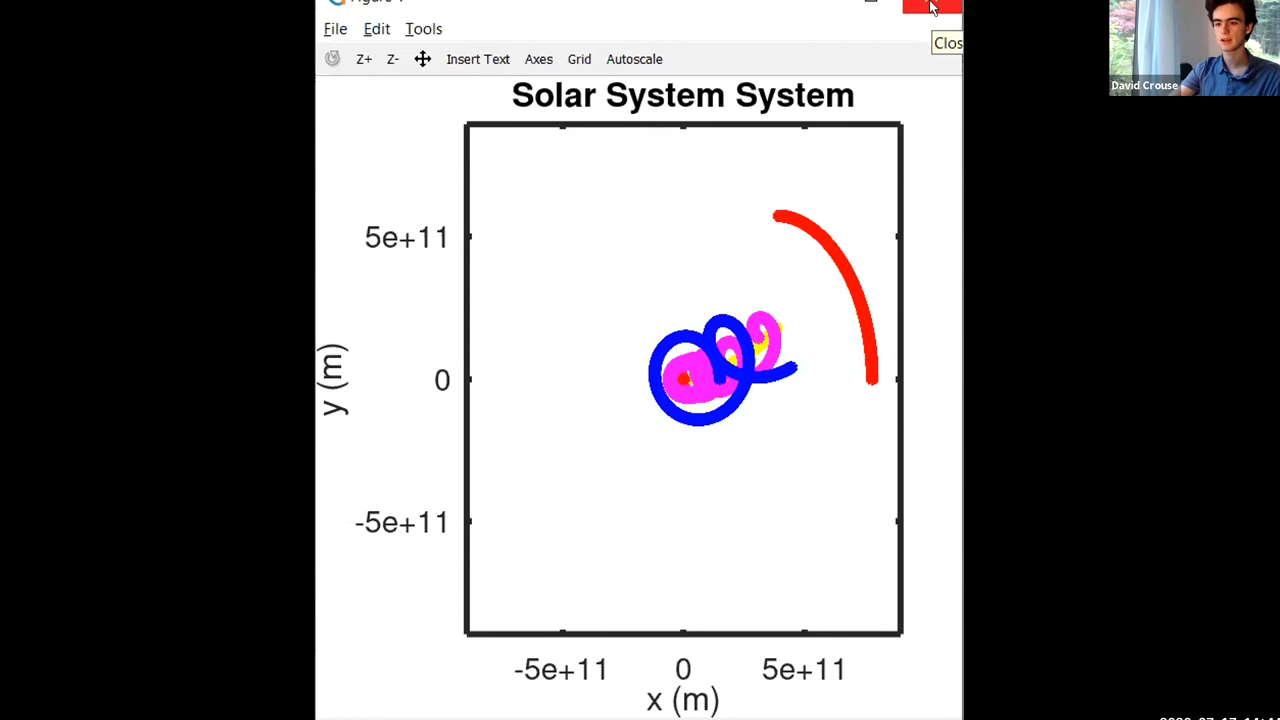 File Edit Tools
Clos
Z+ Z- Insert Text Axes Grid Autoscale
David Crouse
Solar System System
5e+11
0
-5e+11
y (m)
-5e+11 0 5e+11
x (m)